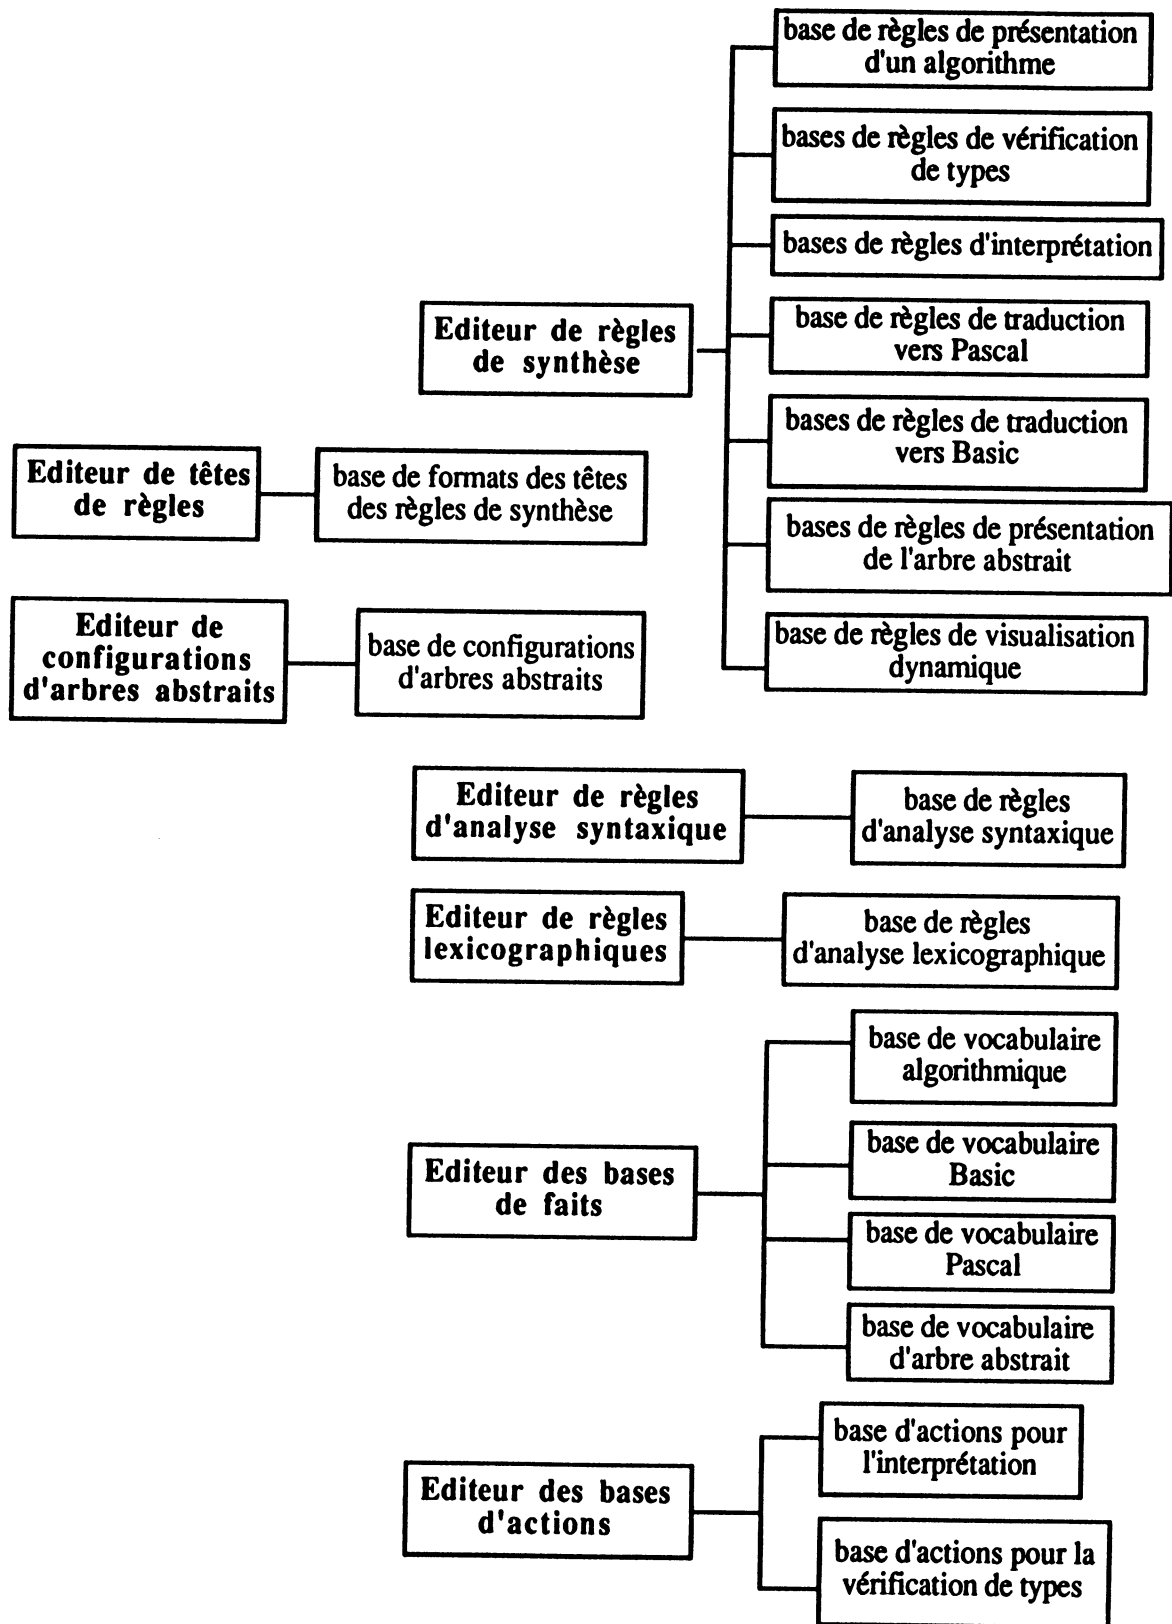 base de règles de présentation
d'un algorithme
bases de règles de vérification
de types
bases de règles d'interprétation
Editeur de règles
de synthèse
base de règles de traduction
vers Pascal
bases de règles de traduction
vers Basic
Editeur de têtes
de règles
base de formats des têtes
des règles de synthèse
bases de règles de présentation
de l'arbre abstrait
Editeur de
configurations
d'arbres abstraits
base de configurations
d'arbres abstraits
base de règles de visualisation
dynamique
Editeur de règles
d'analyse syntaxique
base de règles
d'analyse syntaxique
Editeur de règles
lexicographiques
base de règles
d'analyse lexicographique
base de vocabulaire
algorithmique
Editeur des bases
de faits
base de vocabulaire
Basic
base de vocabulaire
Pascal
base de vocabulaire
d'arbre abstrait
base d'actions pour
l'interprétation
Editeur des bases
d'actions
base d'actions pour la
vérification de types